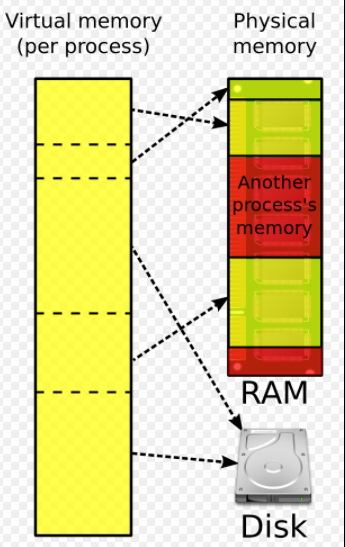 Virtual memory
(per process)
Physical
memory
Another
process's
memory
RAM
Disk